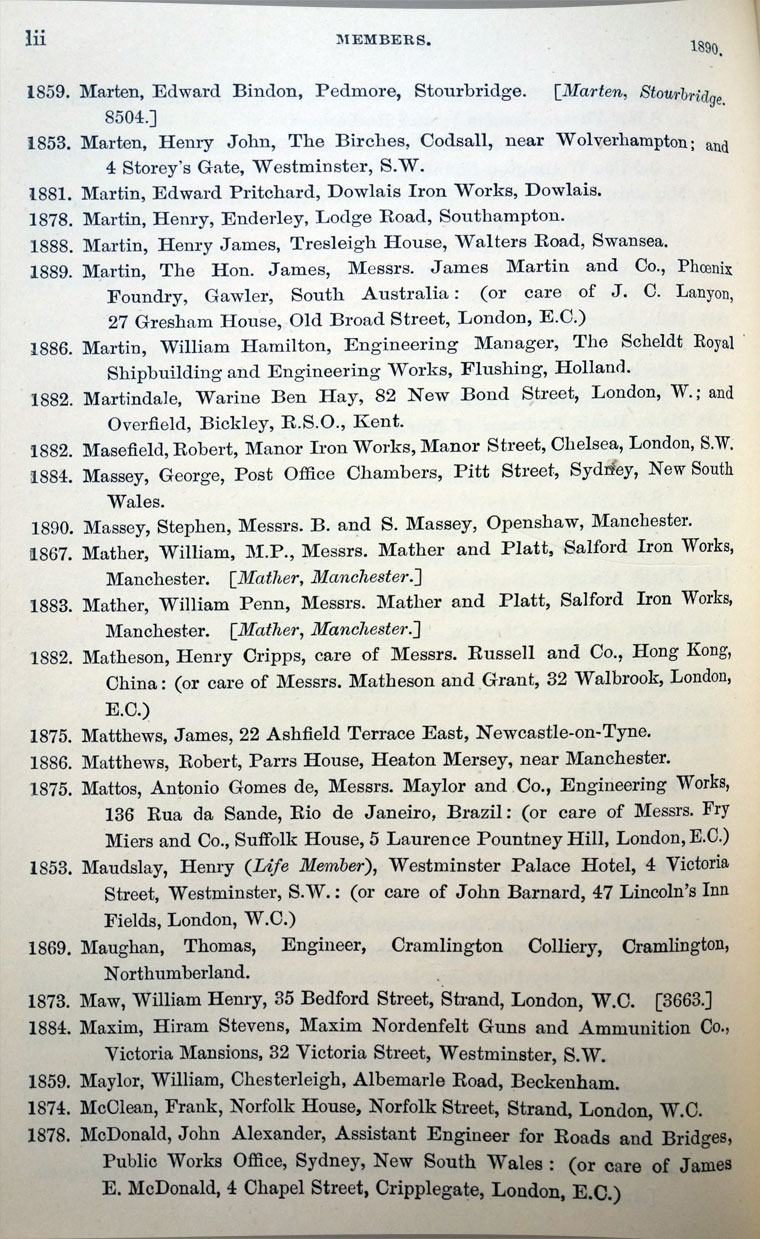 lii MEMBERS. 1890.
1859. Marten, Edward Bindon, Pedmore, Stourbridge. [Marten, Stourbridge.
8504.]
1853. Marten, Henry John, The Birches, Codsall, near Wolverhampton; and
4 Storey's Gate, Westminster, S.W.
1881. Martin, Edward Pritchard, Dowlais Iron Works, Dowlais.
1878. Martin, Henry, Enderley, Lodge Road, Southampton.
1888. Martin, Henry James, Tresleigh House, Walters Road, Swansea.
1889. Martin, The Hon. James, Messrs. James Martin and Co., Phœnix
Foundry, Gawler, South Australia: (or care of J. C. Lanyon,
27 Gresham House, Old Broad Street, London, E.C.)
1886. Martin, William Hamilton, Engineering Manager, The Scheldt Royal
Shipbuilding and Engineering Works, Flushing, Holland.
1882. Martindale, Warine Ben Hay, 82 New Bond Street, London, W.; and
Overfield, Bickley, R.S.O., Kent.
1882. Masefield, Robert, Manor Iron Works, Manor Street, Chelsea, London, S.W.
1884. Massey, George, Post Office Chambers, Pitt Street, Sydney, New South
Wales.
1890. Massey, Stephen, Messrs. B. and S. Massey, Openshaw, Manchester.
1867. Mather, William, M.P., Messrs. Mather and Platt, Salford Iron Works,
Manchester. [Mather, Manchester.]
1883. Mather, William Penn, Messrs. Mather and Platt, Salford Iron Works,
Manchester. [Mather, Manchester.]
1882. Matheson, Henry Cripps, care of Messrs. Russell and Co., Hong Kong,
China: (or care of Messrs. Matheson and Grant, 32 Walbrook, London,
E.C.)
1875. Matthews, James, 22 Ashfield Terrace East, Newcastle-on-Tyne.
1886. Matthews, Robert, Parrs House, Heaton Mersey, near Manchester.
1875. Mattos, Antonio Gomes de, Messrs. Maylor and Co., Engineering Works,
136 Rua da Sande, Rio de Janeiro, Brazil: (or care of Messrs. Fry
Miers and Co., Suffolk House, 5 Laurence Pountney Hill, London, E.C.)
1853. Maudslay, Henry (Life Member), Westminster Palace Hotel, 4 Victoria
Street, Westminster, S.W.: (or care of John Barnard, 47 Lincoln's Inn
Fields, London, W.C.)
1869. Maughan, Thomas, Engineer, Cramlington Colliery, Cramlington,
Northumberland.
1873. Maw, William Henry, 35 Bedford Street, Strand, London, W.C. [3663.]
1884. Maxim, Hiram Stevens, Maxim Nordenfelt Guns and Ammunition Co.,
Victoria Mansions, 32 Victoria Street, Westminster, S.W.
1859. Maylor, William, Chesterleigh, Albemarle Road, Beckenham.
1874. McClean, Frank, Norfolk House, Norfolk Street, Strand, London, W.C.
1878. McDonald, John Alexander, Assistant Engineer for Roads and Bridges,
Public Works Office, Sydney, New South Wales: (or care of James
E. McDonald, 4 Chapel Street, Cripplegate, London, E.C.)